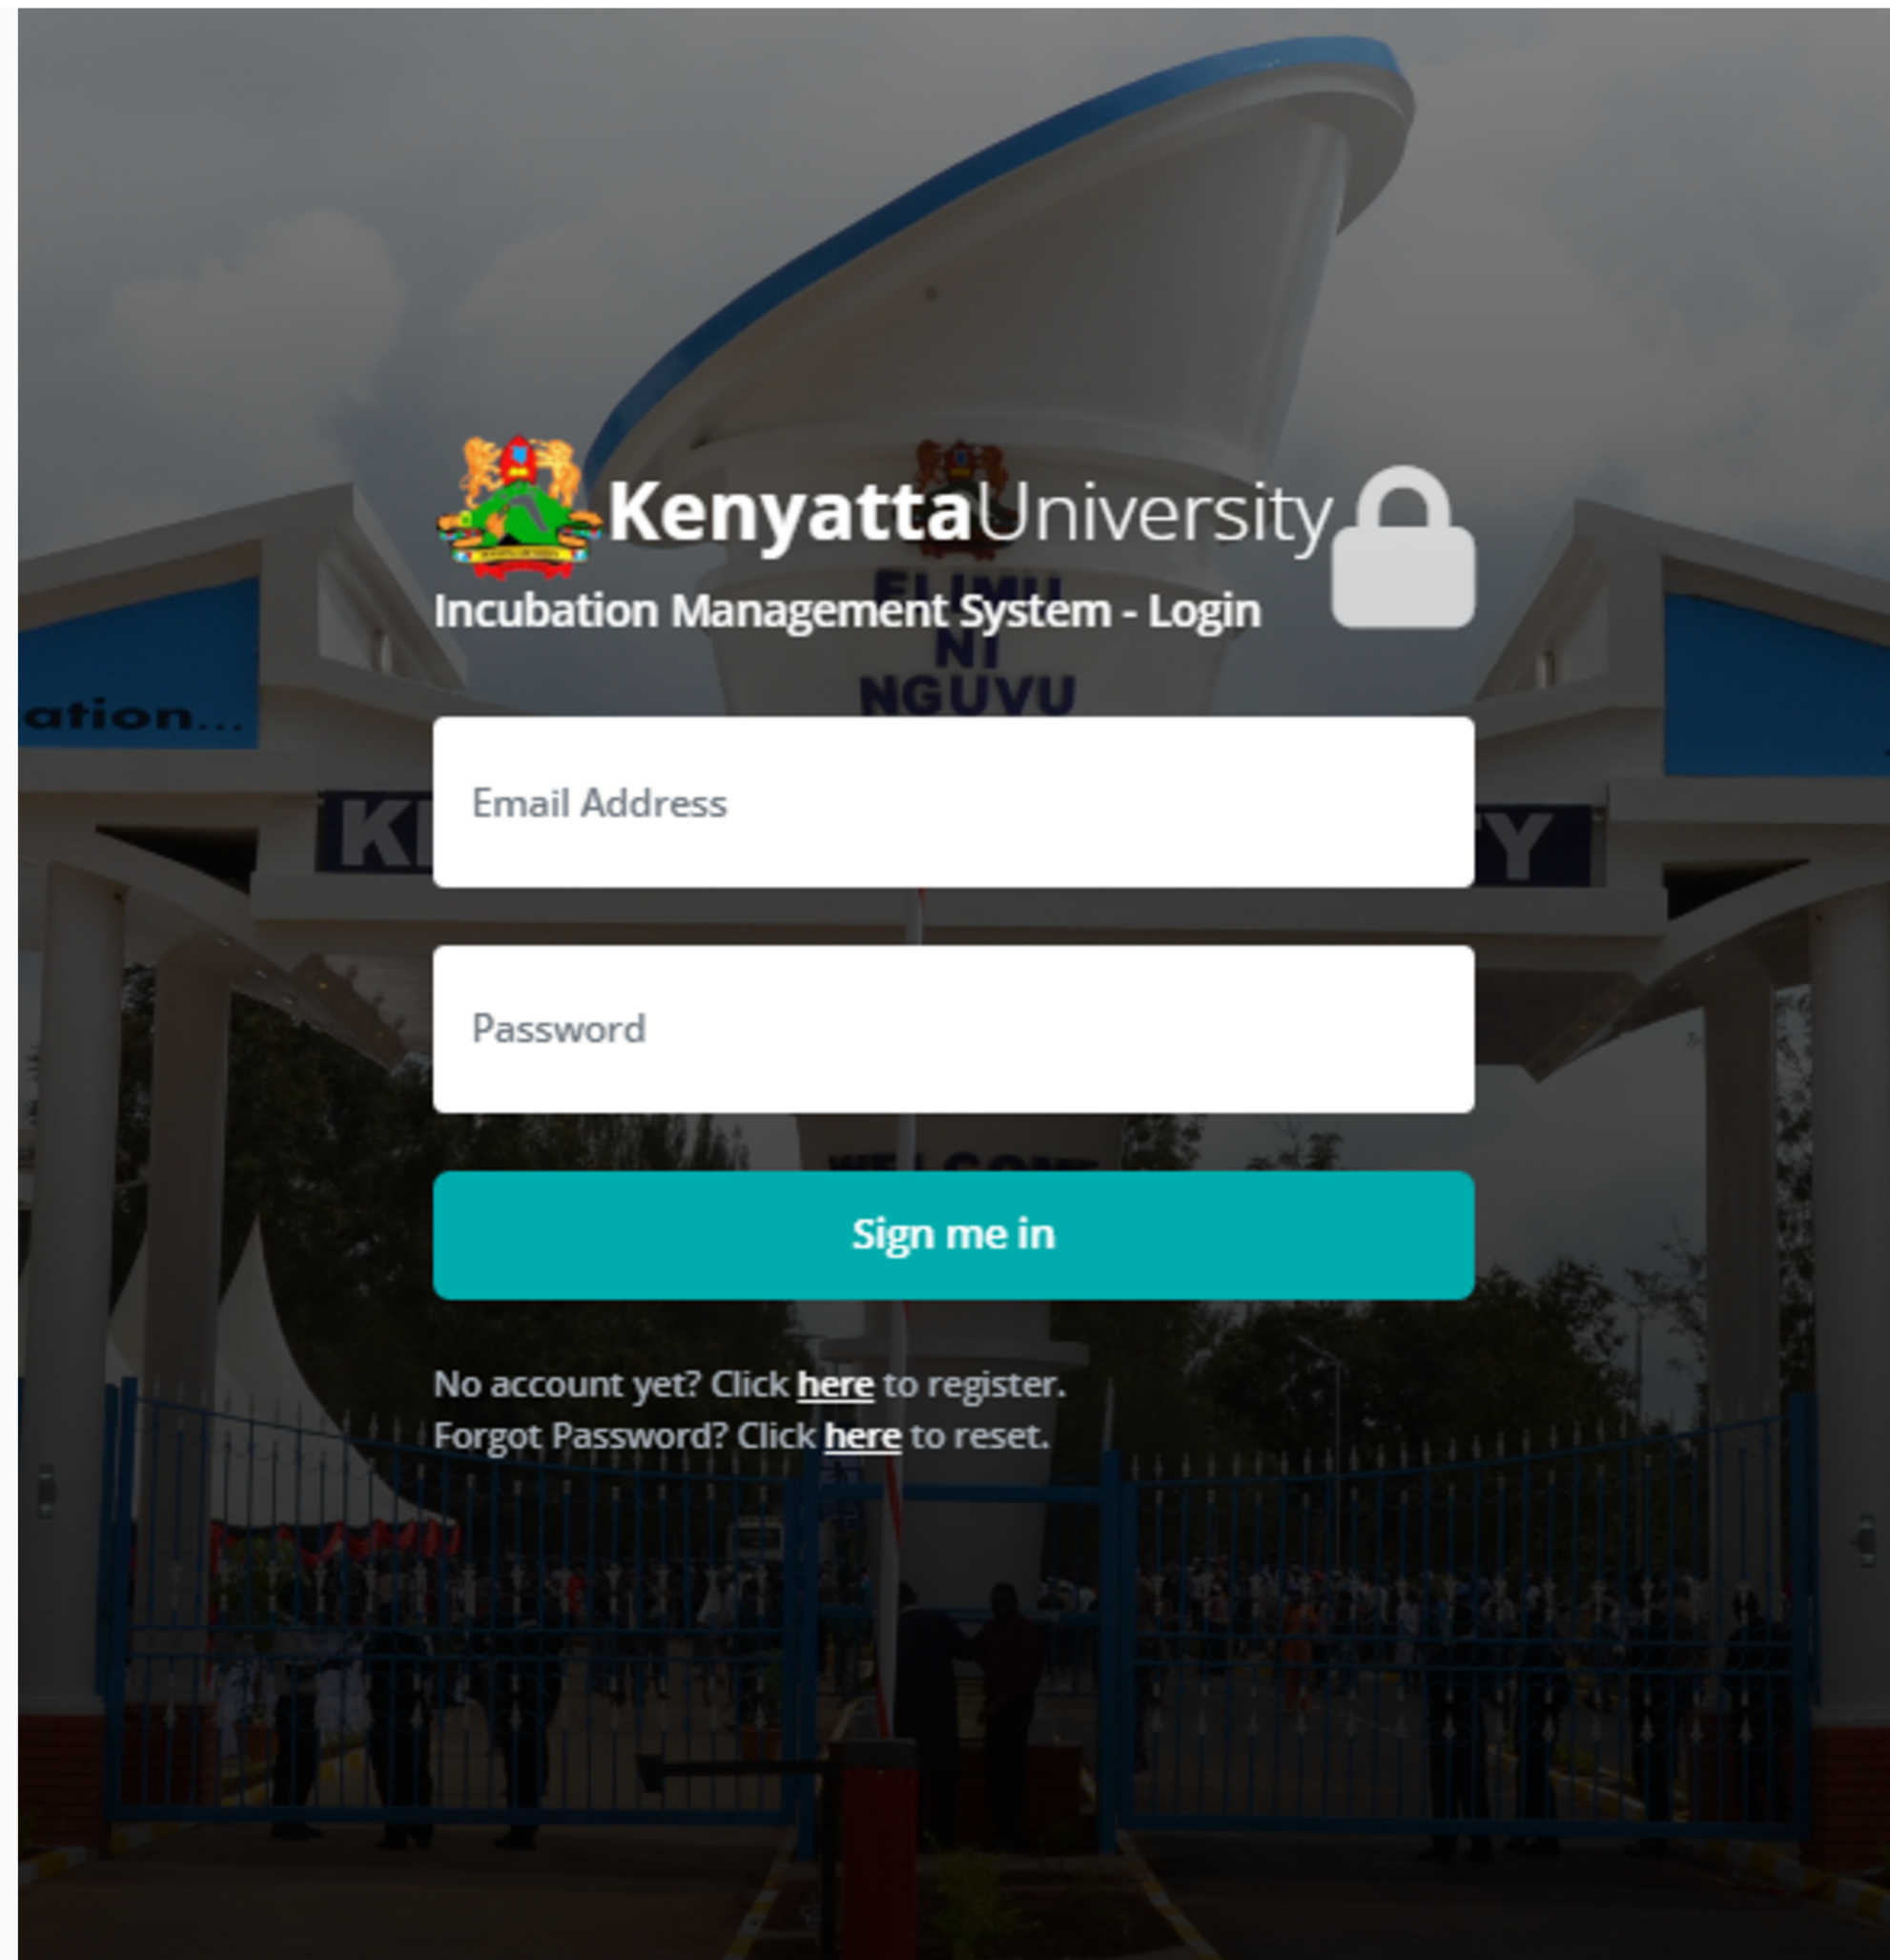 KenyattaUniversity
Incubation Management System - Login
ELIMU
NI
NGUVU
ation...
Email Address
Password
Sign me in
No account yet? Click here to register.
Forgot Password? Click here to reset.